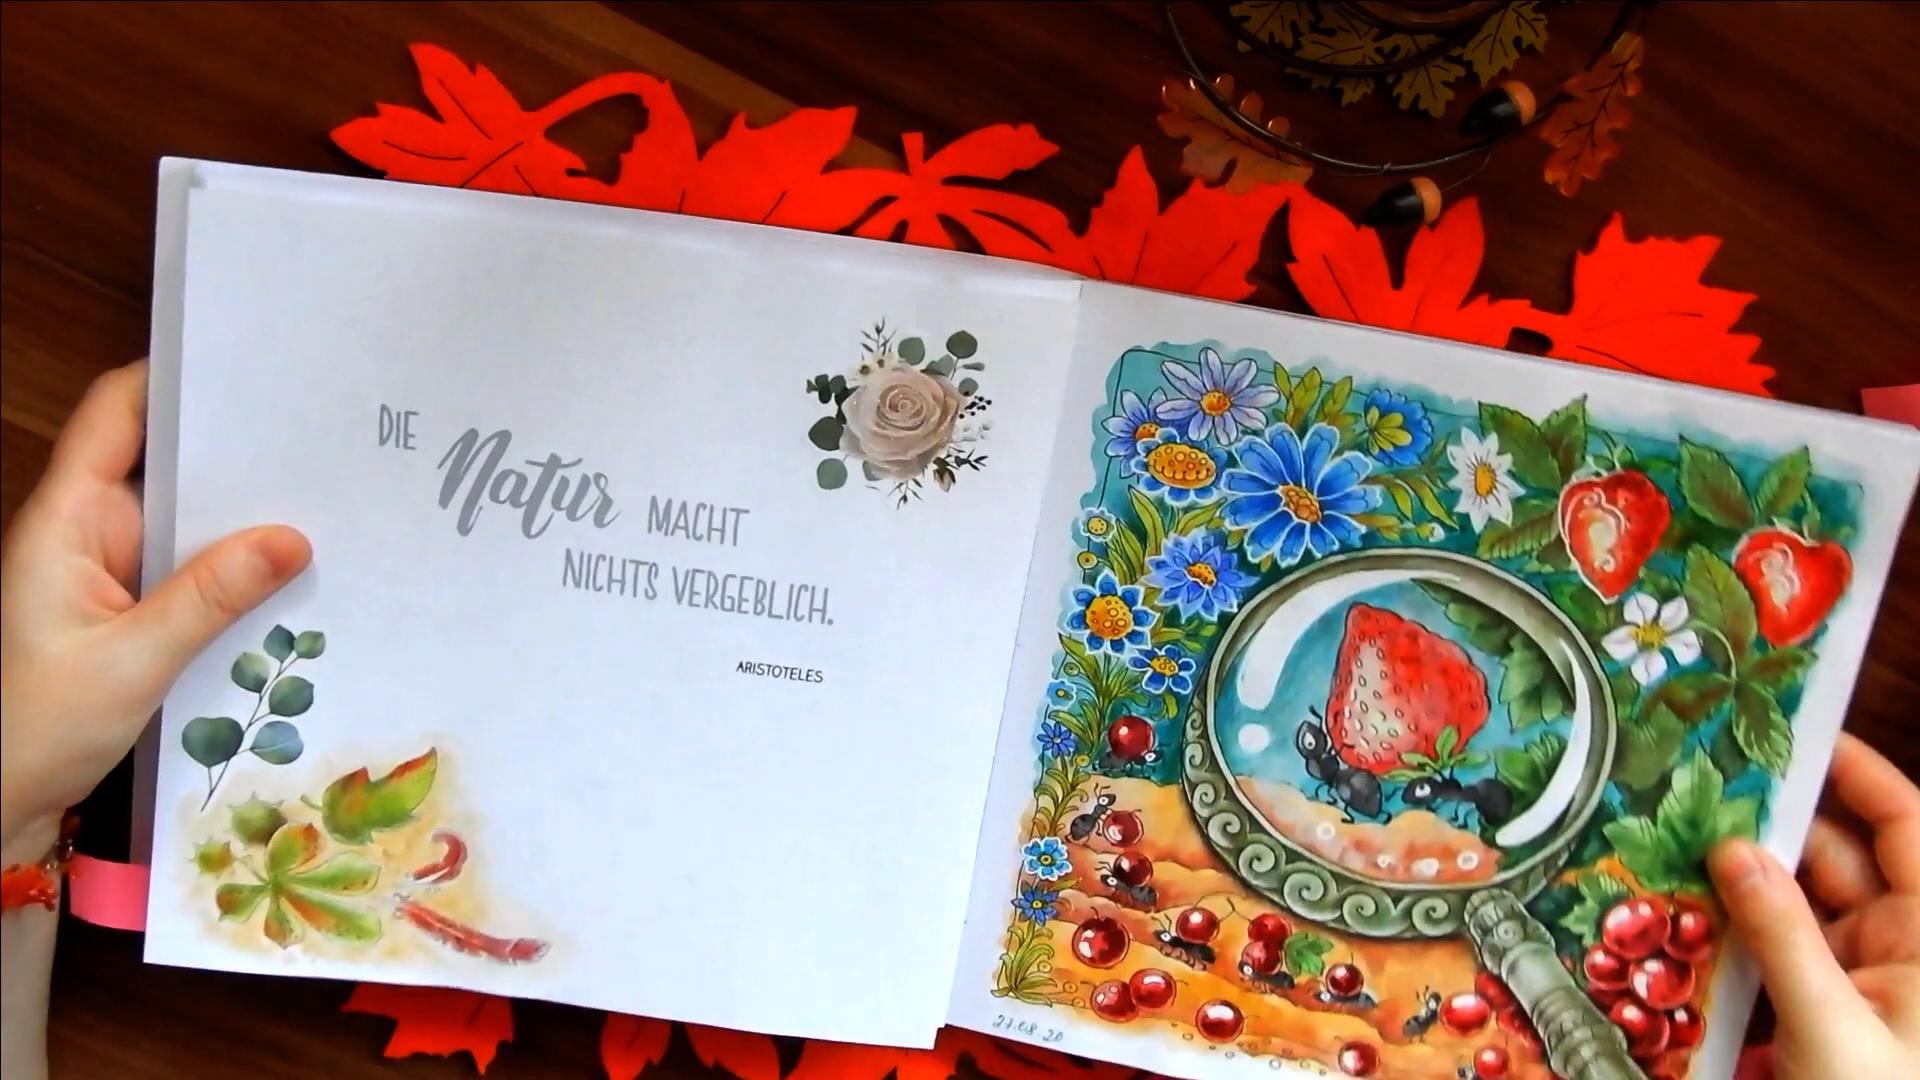 DIE Natur MACHT
NICHTS VERGEBLICH.
ARISTOTELES
27.08.20